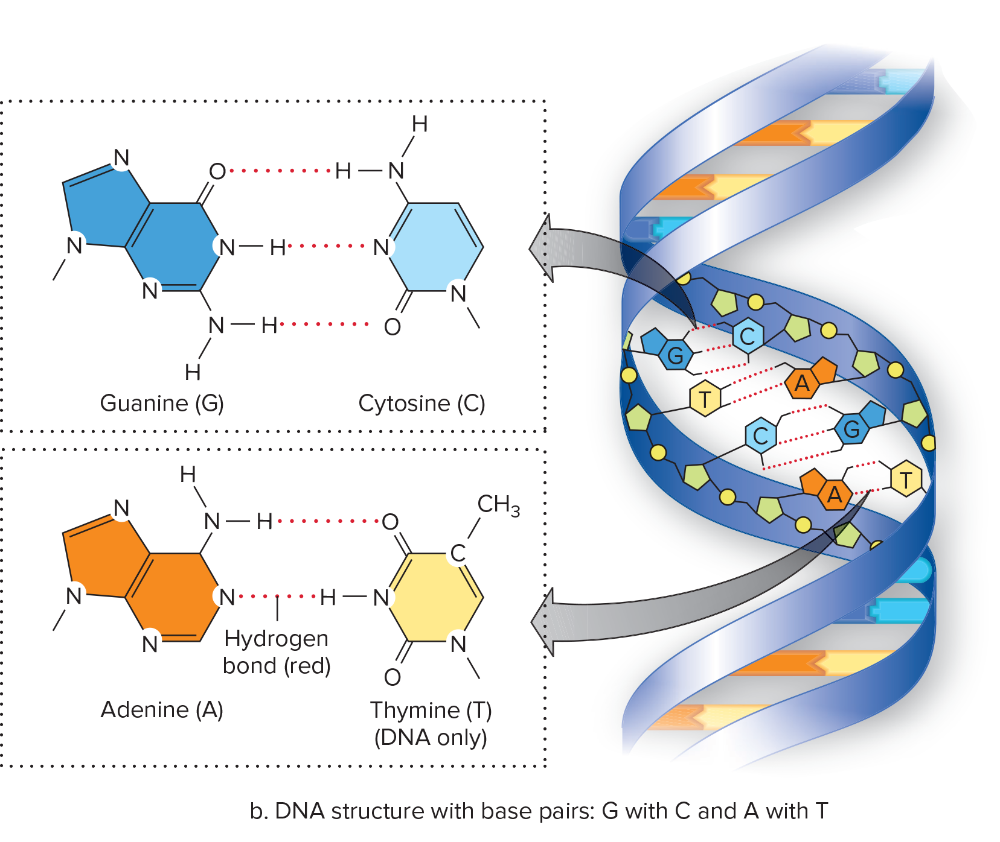 H
N
O
H
N
N
N
H
N
N
N
N
H
O
H
Guanine (G)
Cytosine (C)
H
N
N
H
O
CH3
C
N
N
H
N
N
N
O
Hydrogen
bond (red)
Adenine (A)
Thymine (T)
(DNA only)
G
C
T
A
C
G
A
T
b. DNA structure with base pairs: G with C and A with T